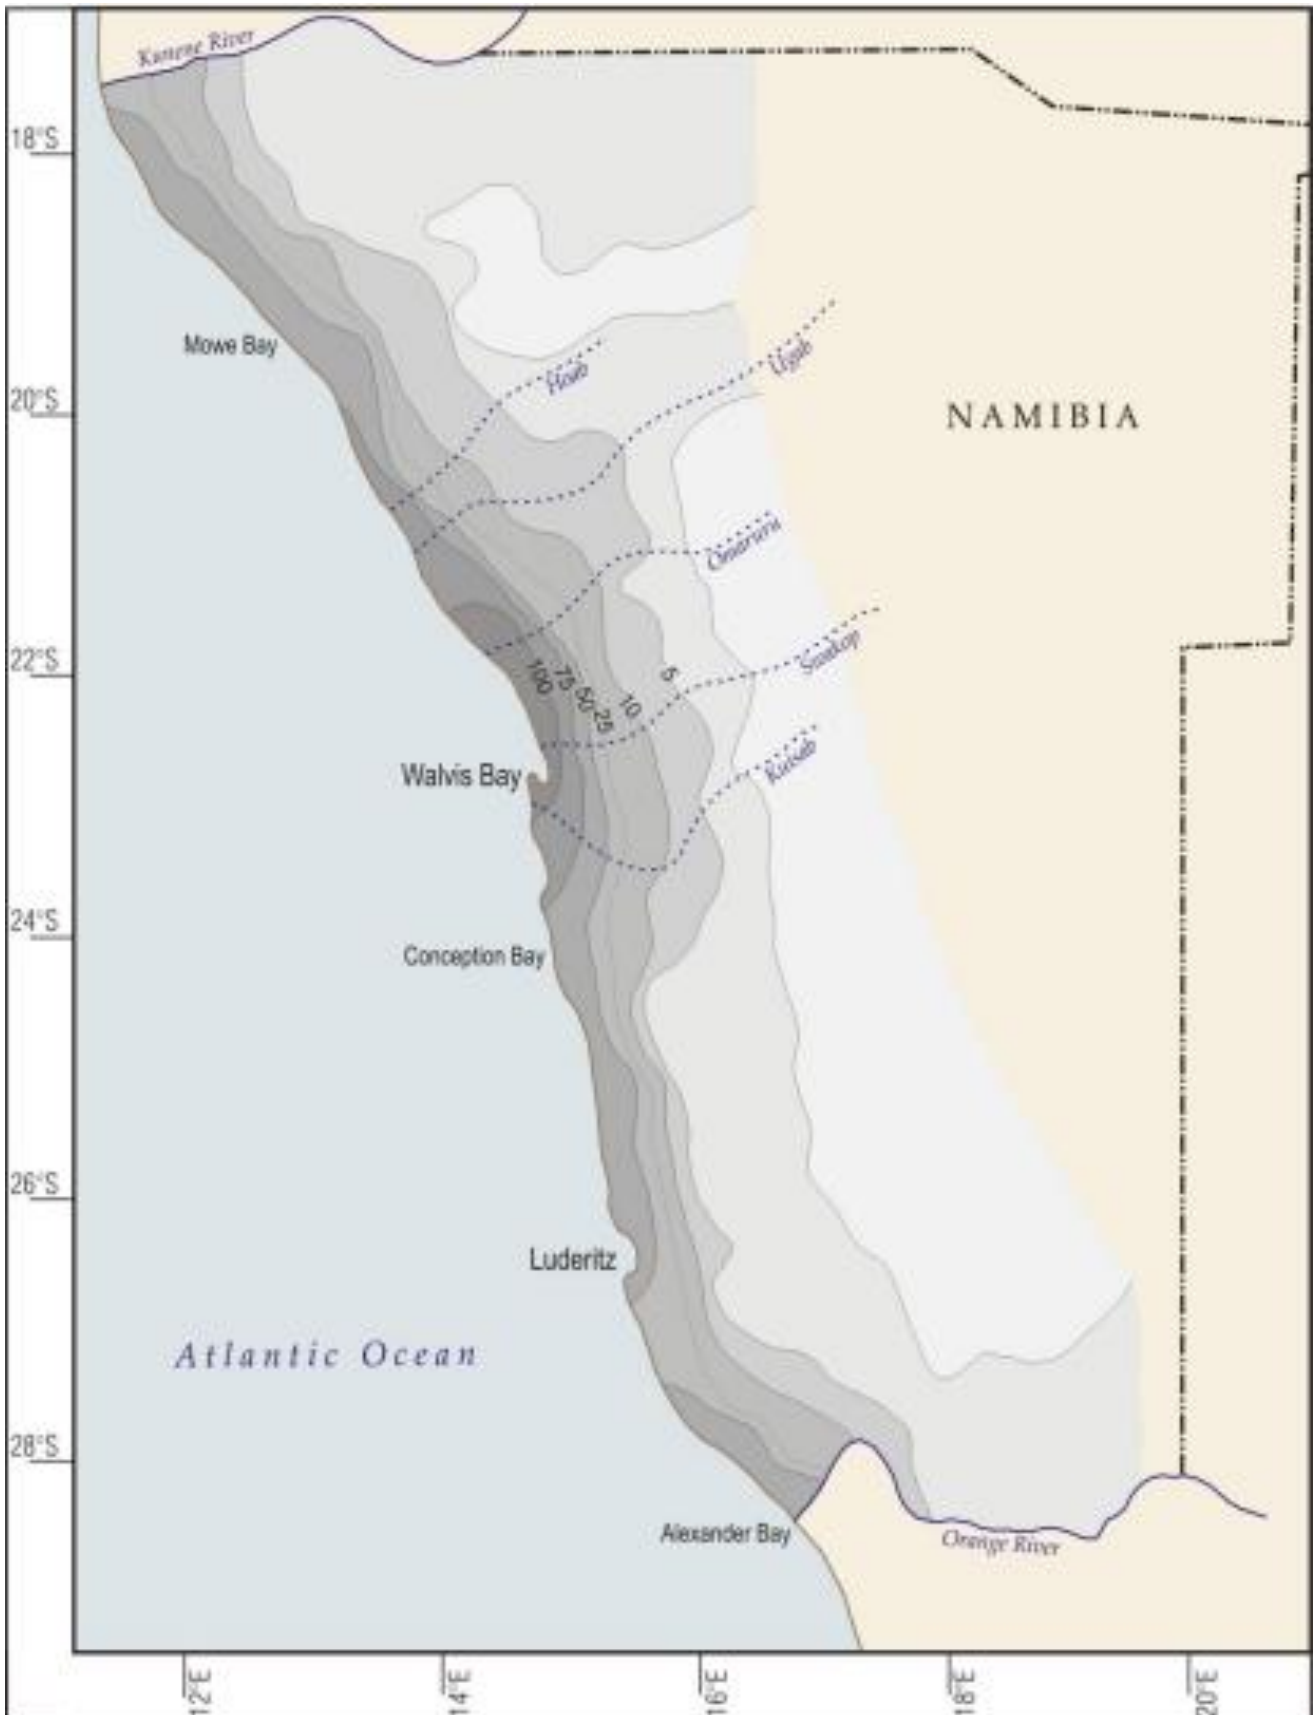 Kunene River
18°S
Mowe Bay
Hoab
Ugab
20°S
NAMIBIA
Omaruru
22°S
Swakop
100
75
50
25
10
5
Walvis Bay
Kuiseb
24°S
Conception Bay
26°S
Luderitz
Atlantic Ocean
28°S
Alexander Bay
Orange River
12°E
14°E
16°E
18°E
20°E